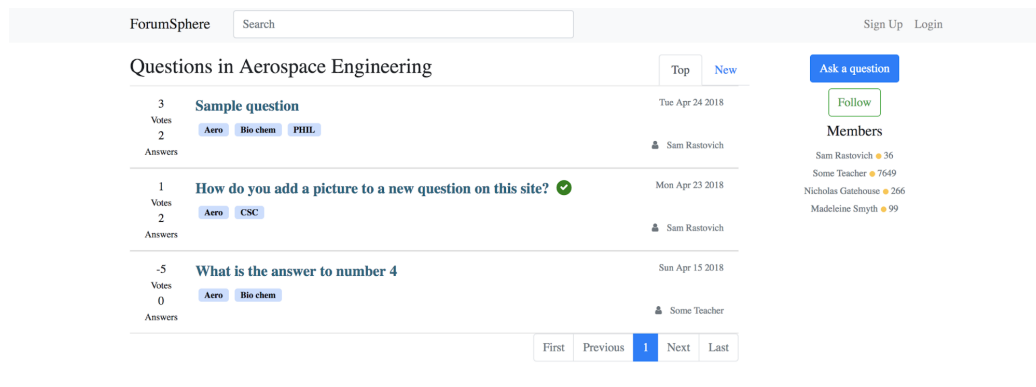 ForumSphere Search Sign Up Login
Questions in Aerospace Engineering Top New
3
Votes
2
Answers
Sample question
Aero Bio chem PHIL
Tue Apr 24 2018
Sam Rastovich
1
Votes
2
Answers
How do you add a picture to a new question on this site?
Aero CSC
Mon Apr 23 2018
Sam Rastovich
-5
Votes
0
Answers
What is the answer to number 4
Aero Bio chem
Sun Apr 15 2018
Some Teacher
First Previous 1 Next Last
Ask a question
Follow
Members
Sam Rastovich 36
Some Teacher 7649
Nicholas Gatehouse 266
Madeleine Smyth 99